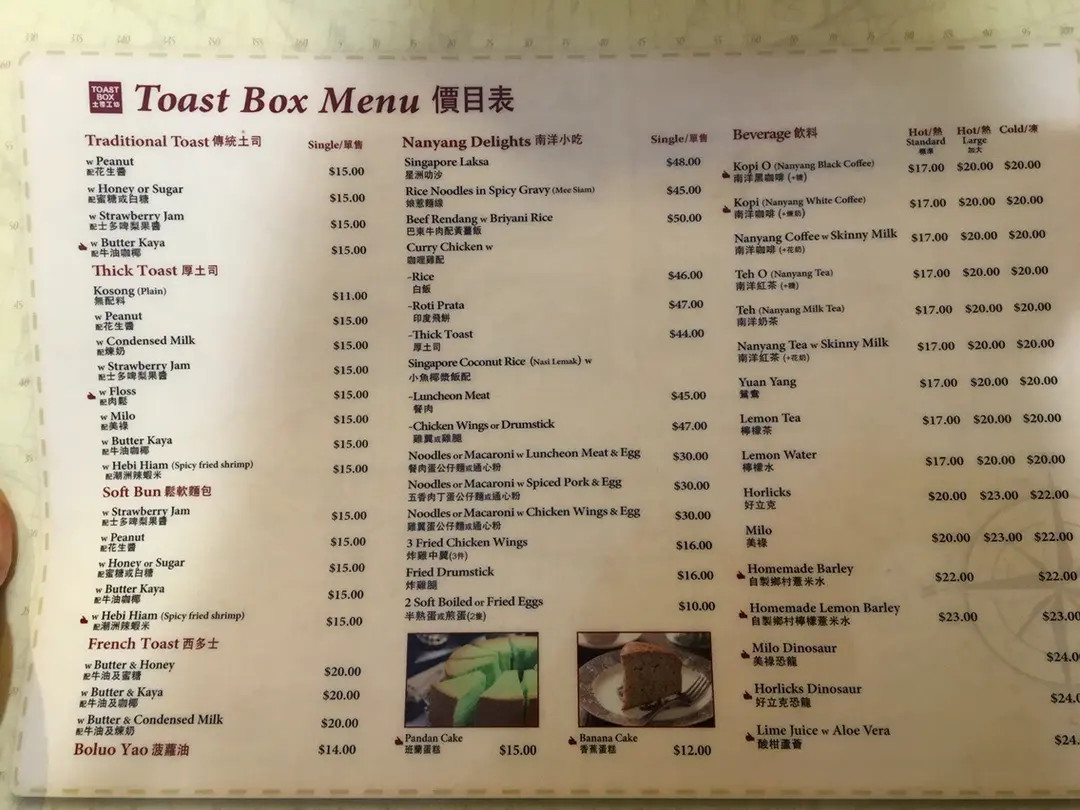 TOAST
BOX
土司工坊
Toast Box Menu 價目表
Traditional Toast 傳統土司 Single/單售
w Peanut $15.00
配花生醬
w Honey or Sugar $15.00
配蜜糖或白糖
w Strawberry Jam $15.00
配士多啤梨果醬
w Butter Kaya $15.00
配牛油咖椰
Thick Toast 厚土司
Kosong (Plain) $11.00
無配料
w Peanut $15.00
配花生醬
w Condensed Milk $15.00
配煉奶
w Strawberry Jam $15.00
配士多啤梨果醬
w Floss $15.00
配肉鬆
w Milo $15.00
配美祿
w Butter Kaya $15.00
配牛油咖椰
w Hebi Hiam (Spicy fried shrimp) $15.00
配潮洲辣蝦米
Soft Bun 鬆軟麵包
w Strawberry Jam $15.00
配士多啤梨果醬
w Peanut $15.00
配花生醬
w Honey or Sugar $15.00
配蜜糖或白糖
w Butter Kaya $15.00
配牛油咖椰
w Hebi Hiam (Spicy fried shrimp) $15.00
配潮洲辣蝦米
French Toast 西多士
w Butter & Honey $20.00
配牛油及蜜糖
w Butter & Kaya $20.00
配牛油及咖椰
w Butter & Condensed Milk $20.00
配牛油及煉奶
Boluo Yao 菠蘿油 $14.00
Nanyang Delights 南洋小吃 Single/單售
Singapore Laksa $48.00
星洲叻沙
Rice Noodles in Spicy Gravy (Mee Siam) $45.00
娘惹麵線
Beef Rendang w Briyani Rice $50.00
巴東牛肉配黃薑飯
Curry Chicken w
咖哩雞配
-Rice $46.00
白飯
-Roti Prata $47.00
印度飛餅
-Thick Toast $44.00
厚土司
Singapore Coconut Rice (Nasi Lemak) w
小魚椰漿飯配
-Luncheon Meat $45.00
餐肉
-Chicken Wings or Drumstick $47.00
雞翼或雞腿
Noodles or Macaroni w Luncheon Meat & Egg $30.00
餐肉蛋公仔麵或通心粉
Noodles or Macaroni w Spiced Pork & Egg $30.00
五香肉丁蛋公仔麵或通心粉
Noodles or Macaroni w Chicken Wings & Egg $30.00
雞翼蛋公仔麵或通心粉
3 Fried Chicken Wings $16.00
炸雞中翼(3件)
Fried Drumstick $16.00
炸雞腿
2 Soft Boiled or Fried Eggs $10.00
半熟蛋或煎蛋(2隻)
Pandan Cake $15.00
班蘭蛋糕
Banana Cake $12.00
香蕉蛋糕
Beverage 飲料 Hot/熱 Hot/熱 Cold/凍
Standard Large
標準 加大
Kopi O (Nanyang Black Coffee) $17.00 $20.00 $20.00
南洋黑咖啡 (+糖)
Kopi (Nanyang White Coffee) $17.00 $20.00 $20.00
南洋咖啡 (+煉奶)
Nanyang Coffee w Skinny Milk $17.00 $20.00 $20.00
南洋咖啡 (+花奶)
Teh O (Nanyang Tea) $17.00 $20.00 $20.00
南洋紅茶 (+糖)
Teh (Nanyang Milk Tea) $17.00 $20.00 $20.00
南洋奶茶
Nanyang Tea w Skinny Milk $17.00 $20.00 $20.00
南洋紅茶 (+花奶)
Yuan Yang $17.00 $20.00 $20.00
鴛鴦
Lemon Tea $17.00 $20.00 $20.00
檸檬茶
Lemon Water $17.00 $20.00 $20.00
檸檬水
Horlicks $20.00 $23.00 $22.00
好立克
Milo $20.00 $23.00 $22.00
美祿
Homemade Barley $22.00 $22.00
自製鄉村薏米水
Homemade Lemon Barley $23.00 $23.00
自製鄉村檸檬薏米水
Milo Dinosaur $24.0
美祿恐龍
Horlicks Dinosaur $24.0
好立克恐龍
Lime Juice w Aloe Vera $24.
酸柑蘆薈